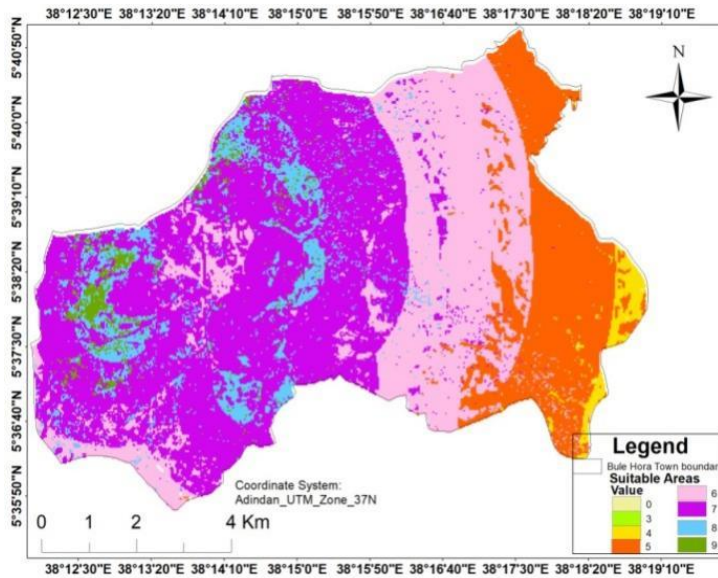 38°12'30"E 38°13'20"E 38°14'10"E 38°15'0"E 38°15'50"E 38°16'40"E 38°17'30"E 38°18'20"E 38°19'10"E
5°40'50"N
5°40'0"N
5°39'10"N
5°38'20"N
5°37'30"N
5°36'40"N
5°35'50"N
N
Coordinate System:
Adindan_UTM_Zone_37N
0 1 2 4 Km
Legend
Bule Hora Town boundar
Suitable Areas
Value
0
3
4
5
6
7
8
9
38°12'30"E 38°13'20"E 38°14'10"E 38°15'0"E 38°15'50"E 38°16'40"E 38°17'30"E 38°18'20"E 38°19'10"E